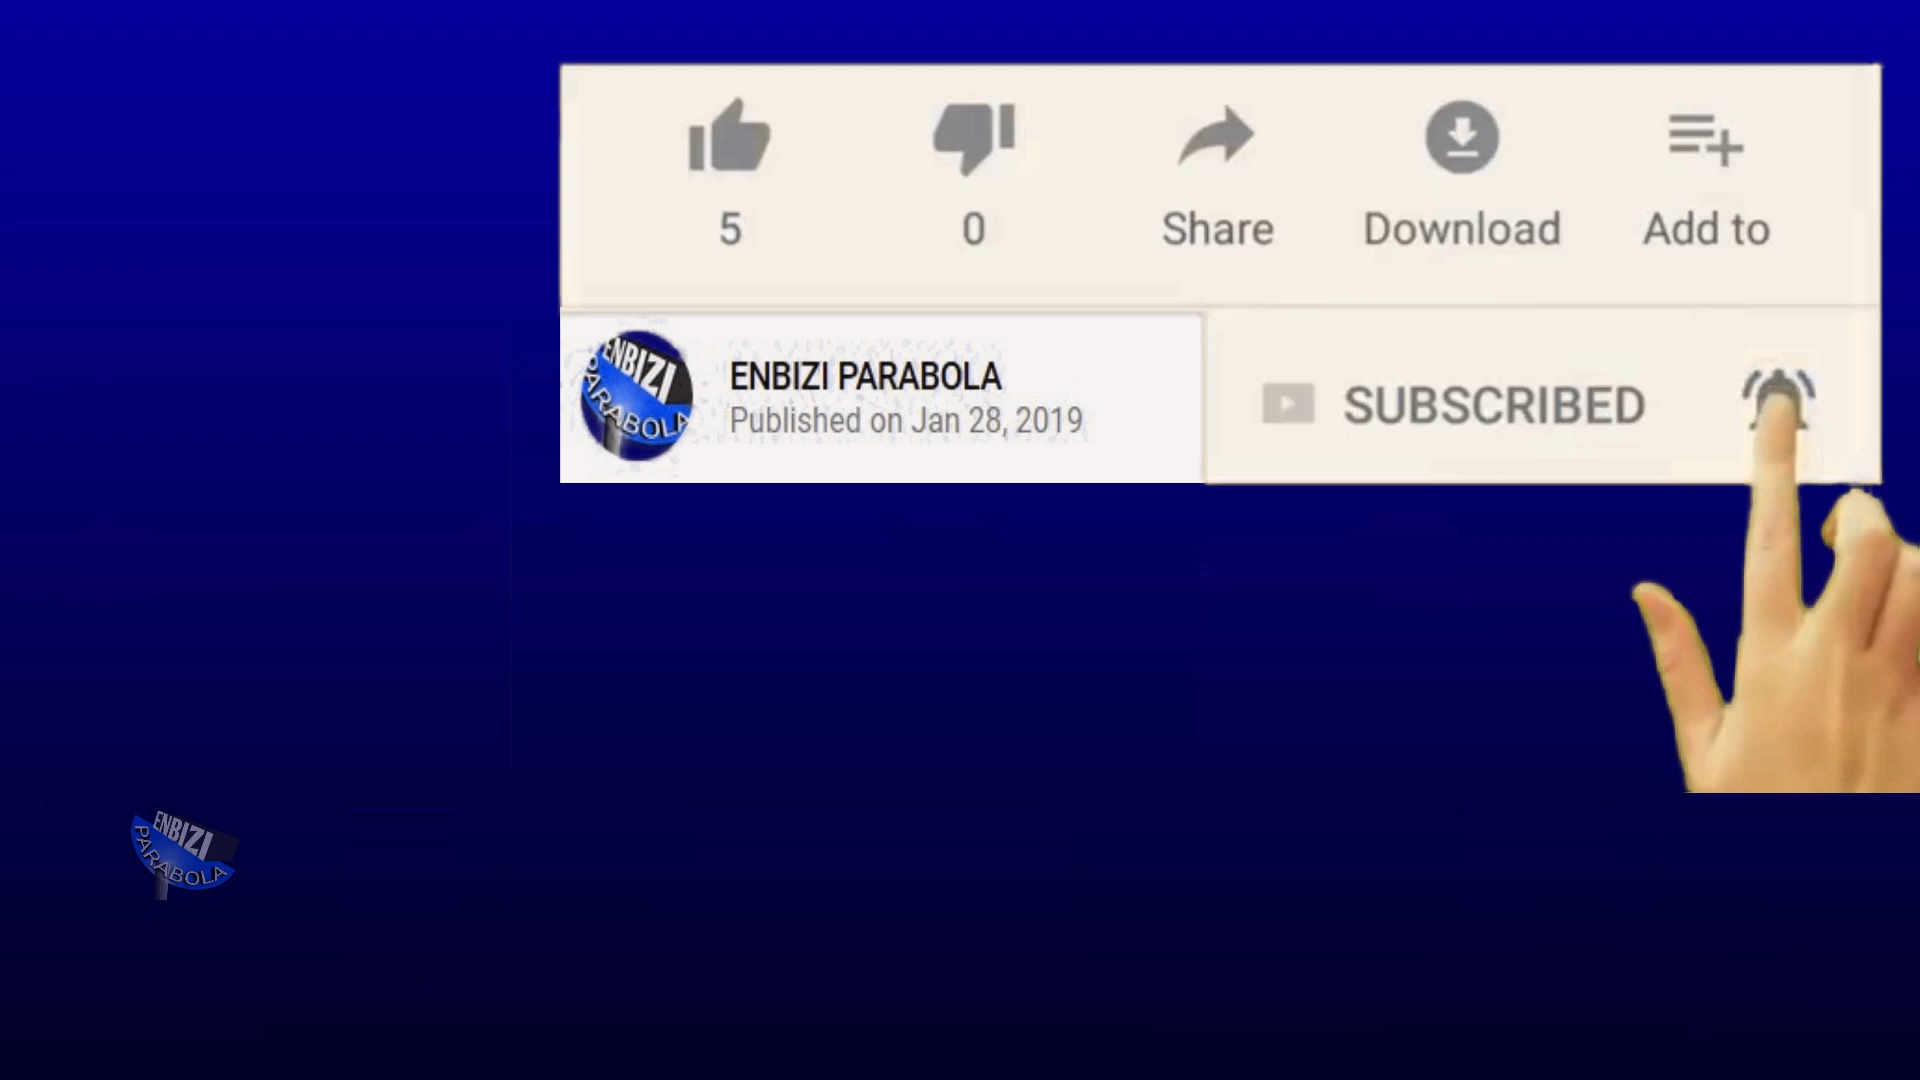 5
0
Share
Download
Add to
ENBIZI
PARABOLA
ENBIZI PARABOLA
Published on Jan 28, 2019
SUBSCRIBED
ENBIZI
PARABOLA